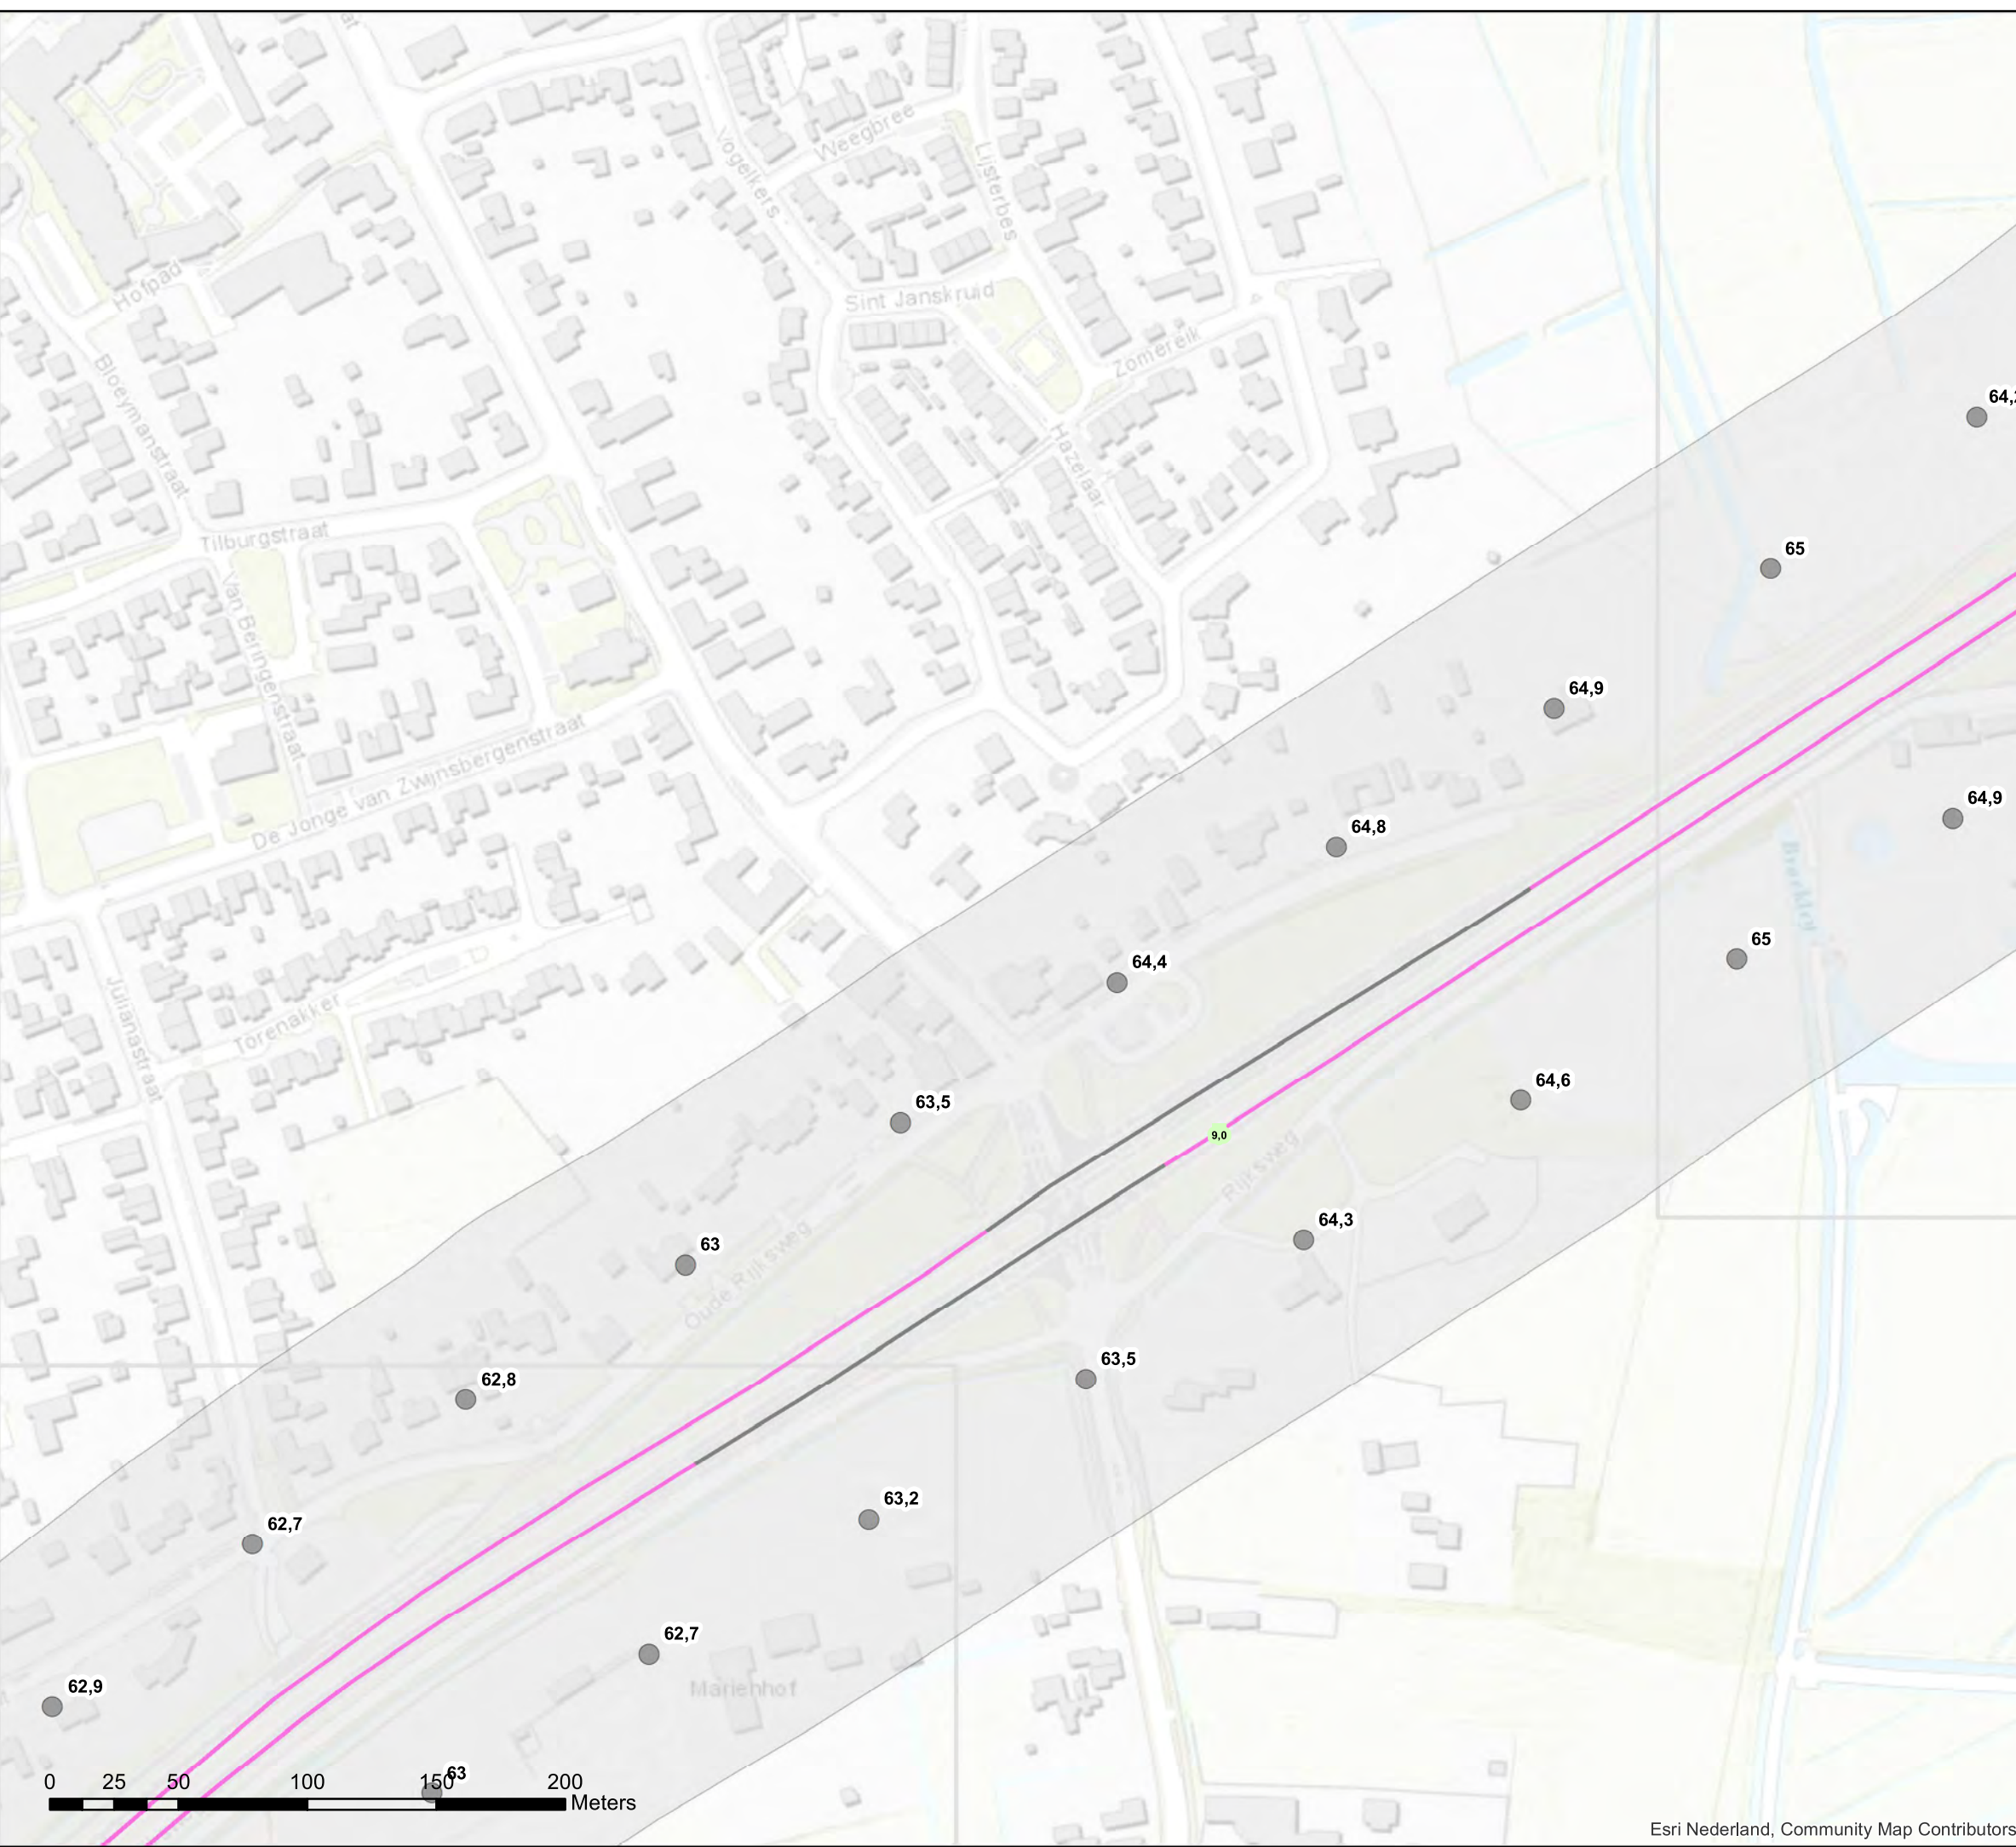 Weegbree
Vogelkers
Lijsterbes
Hofpad
Sint Janskruid
Zomereik
Bloeymanstraat
Hazelaar
64,2
Tilburgstraat
65
Van Beringenstraat
64,9
De Jonge van Zwijnsbergenstraat
64,8
64,9
65
64,4
Julianastraat
Torenakker
64,6
63,5
9,0
Rijksweg
64,3
63
Oude Rijksweg
63,5
62,8
63,2
62,7
62,7
Marienhof
62,9
63
0 25 50 100 150 200
Meters
Esri Nederland, Community Map Contributors